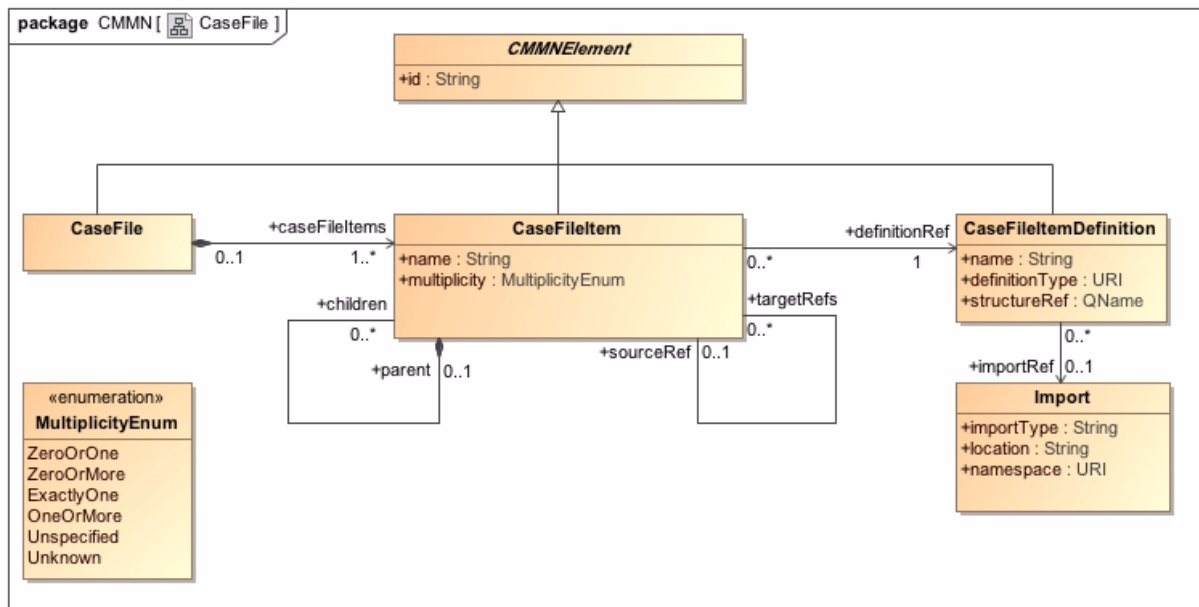 package CMMN [ CaseFile ]
CMMNElement
+id : String
CaseFile
+caseFileItems
0..1
1..*
CaseFileItem
+name : String
+multiplicity : MultiplicityEnum
+definitionRef
0..*
1
CaseFileItemDefinition
+name : String
+definitionType : URI
+structureRef : QName
+children
0..*
+parent
0..1
+targetRefs
0..*
+sourceRef
0..1
0..*
+importRef
0..1
«enumeration»
MultiplicityEnum
ZeroOrOne
ZeroOrMore
ExactlyOne
OneOrMore
Unspecified
Unknown
Import
+importType : String
+location : String
+namespace : URI